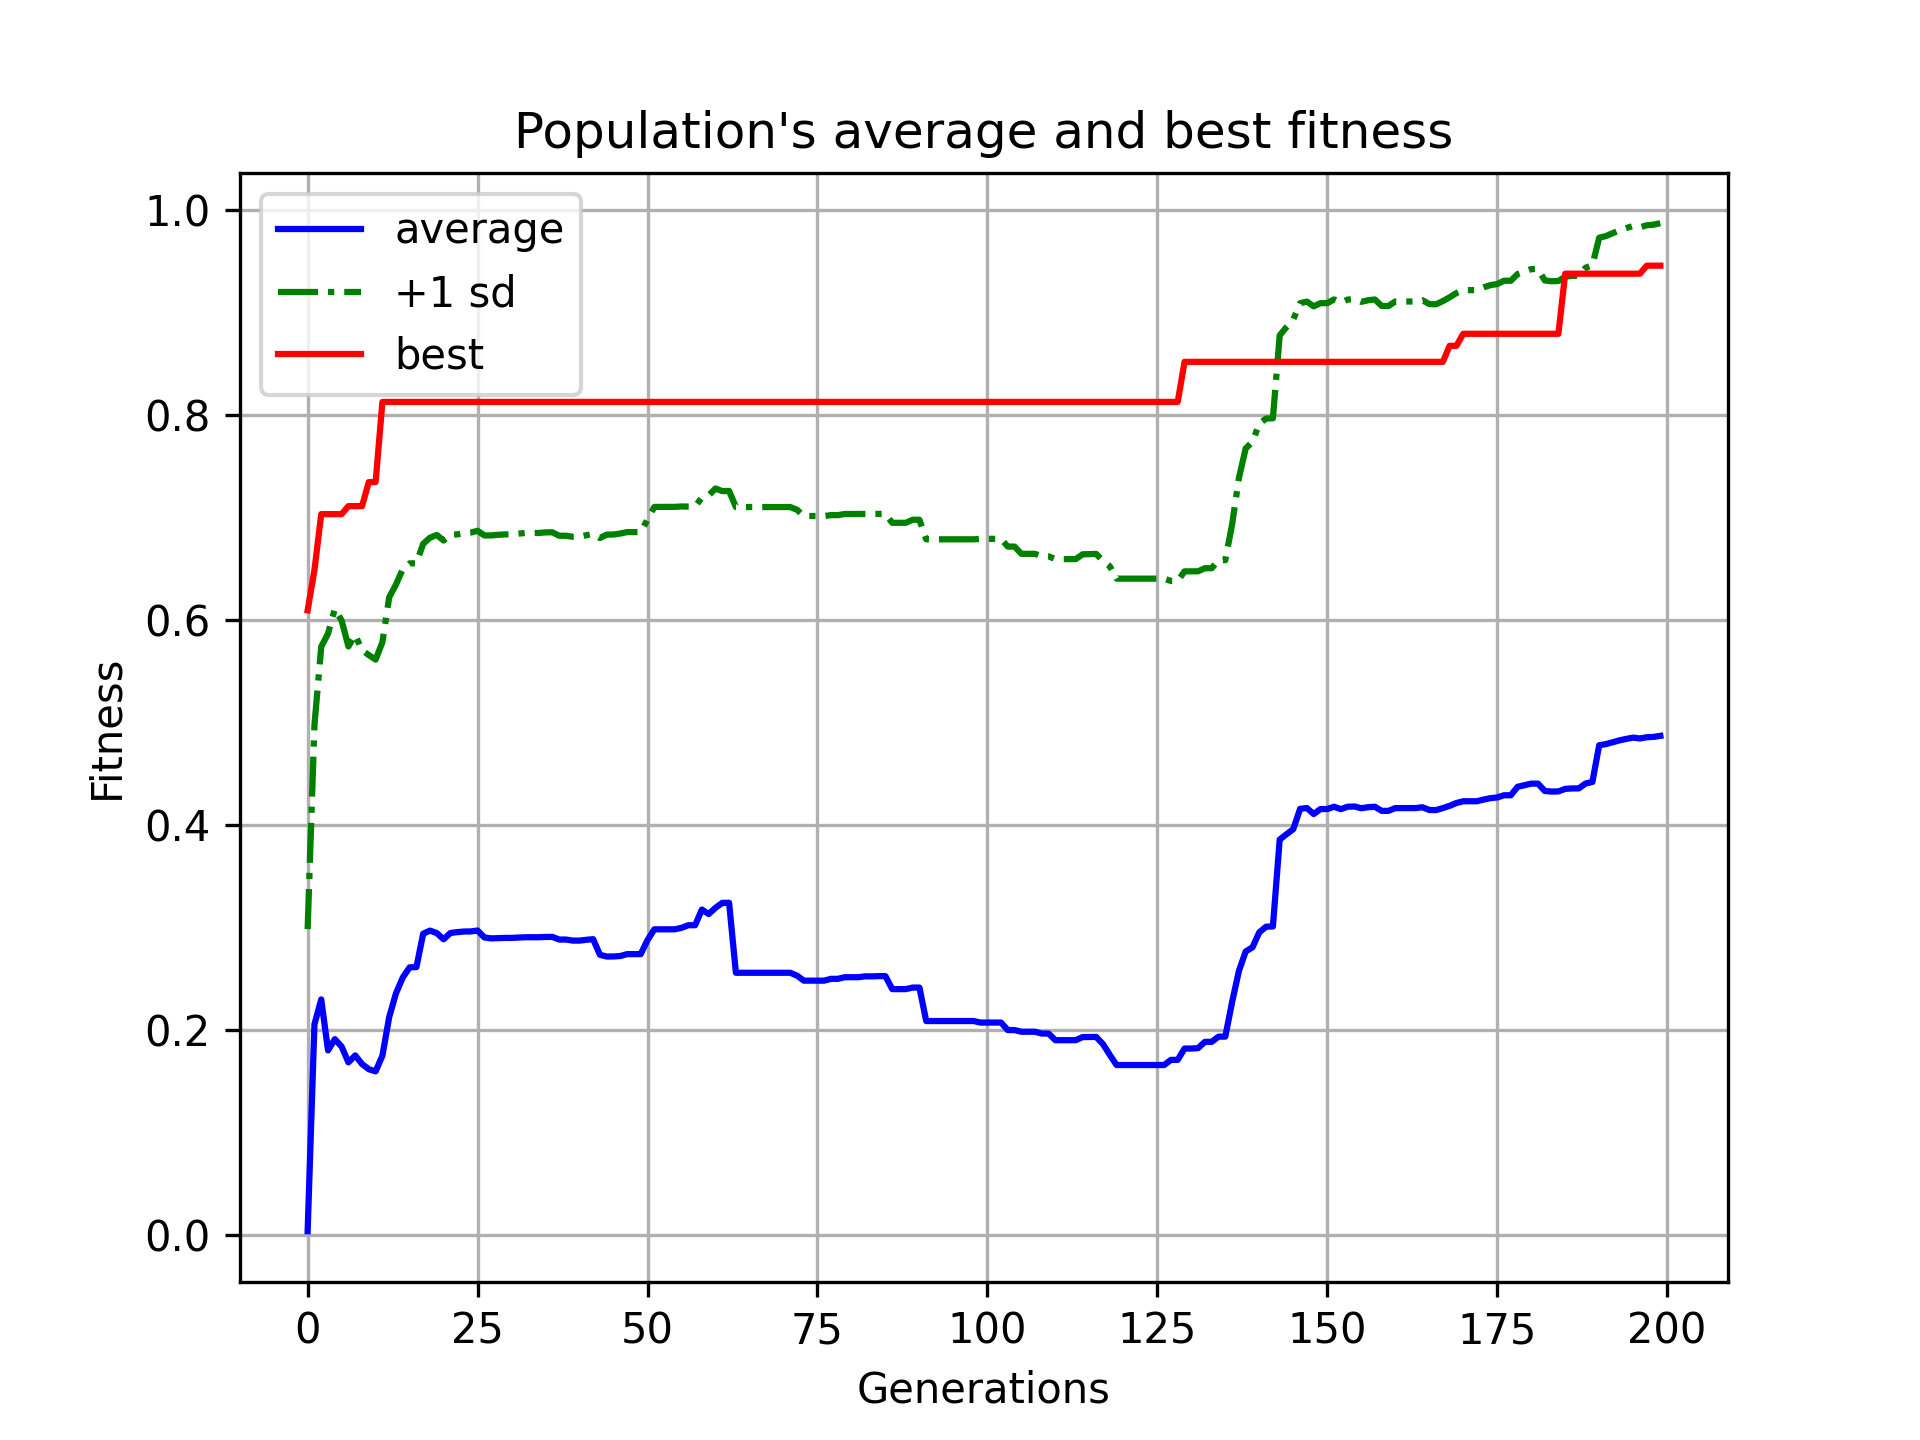 Population's average and best fitness
average
+1 sd
best
1.0
0.8
0.6
0.4
0.2
0.0
Fitness
0 25 50 75 100 125 150 175 200
Generations